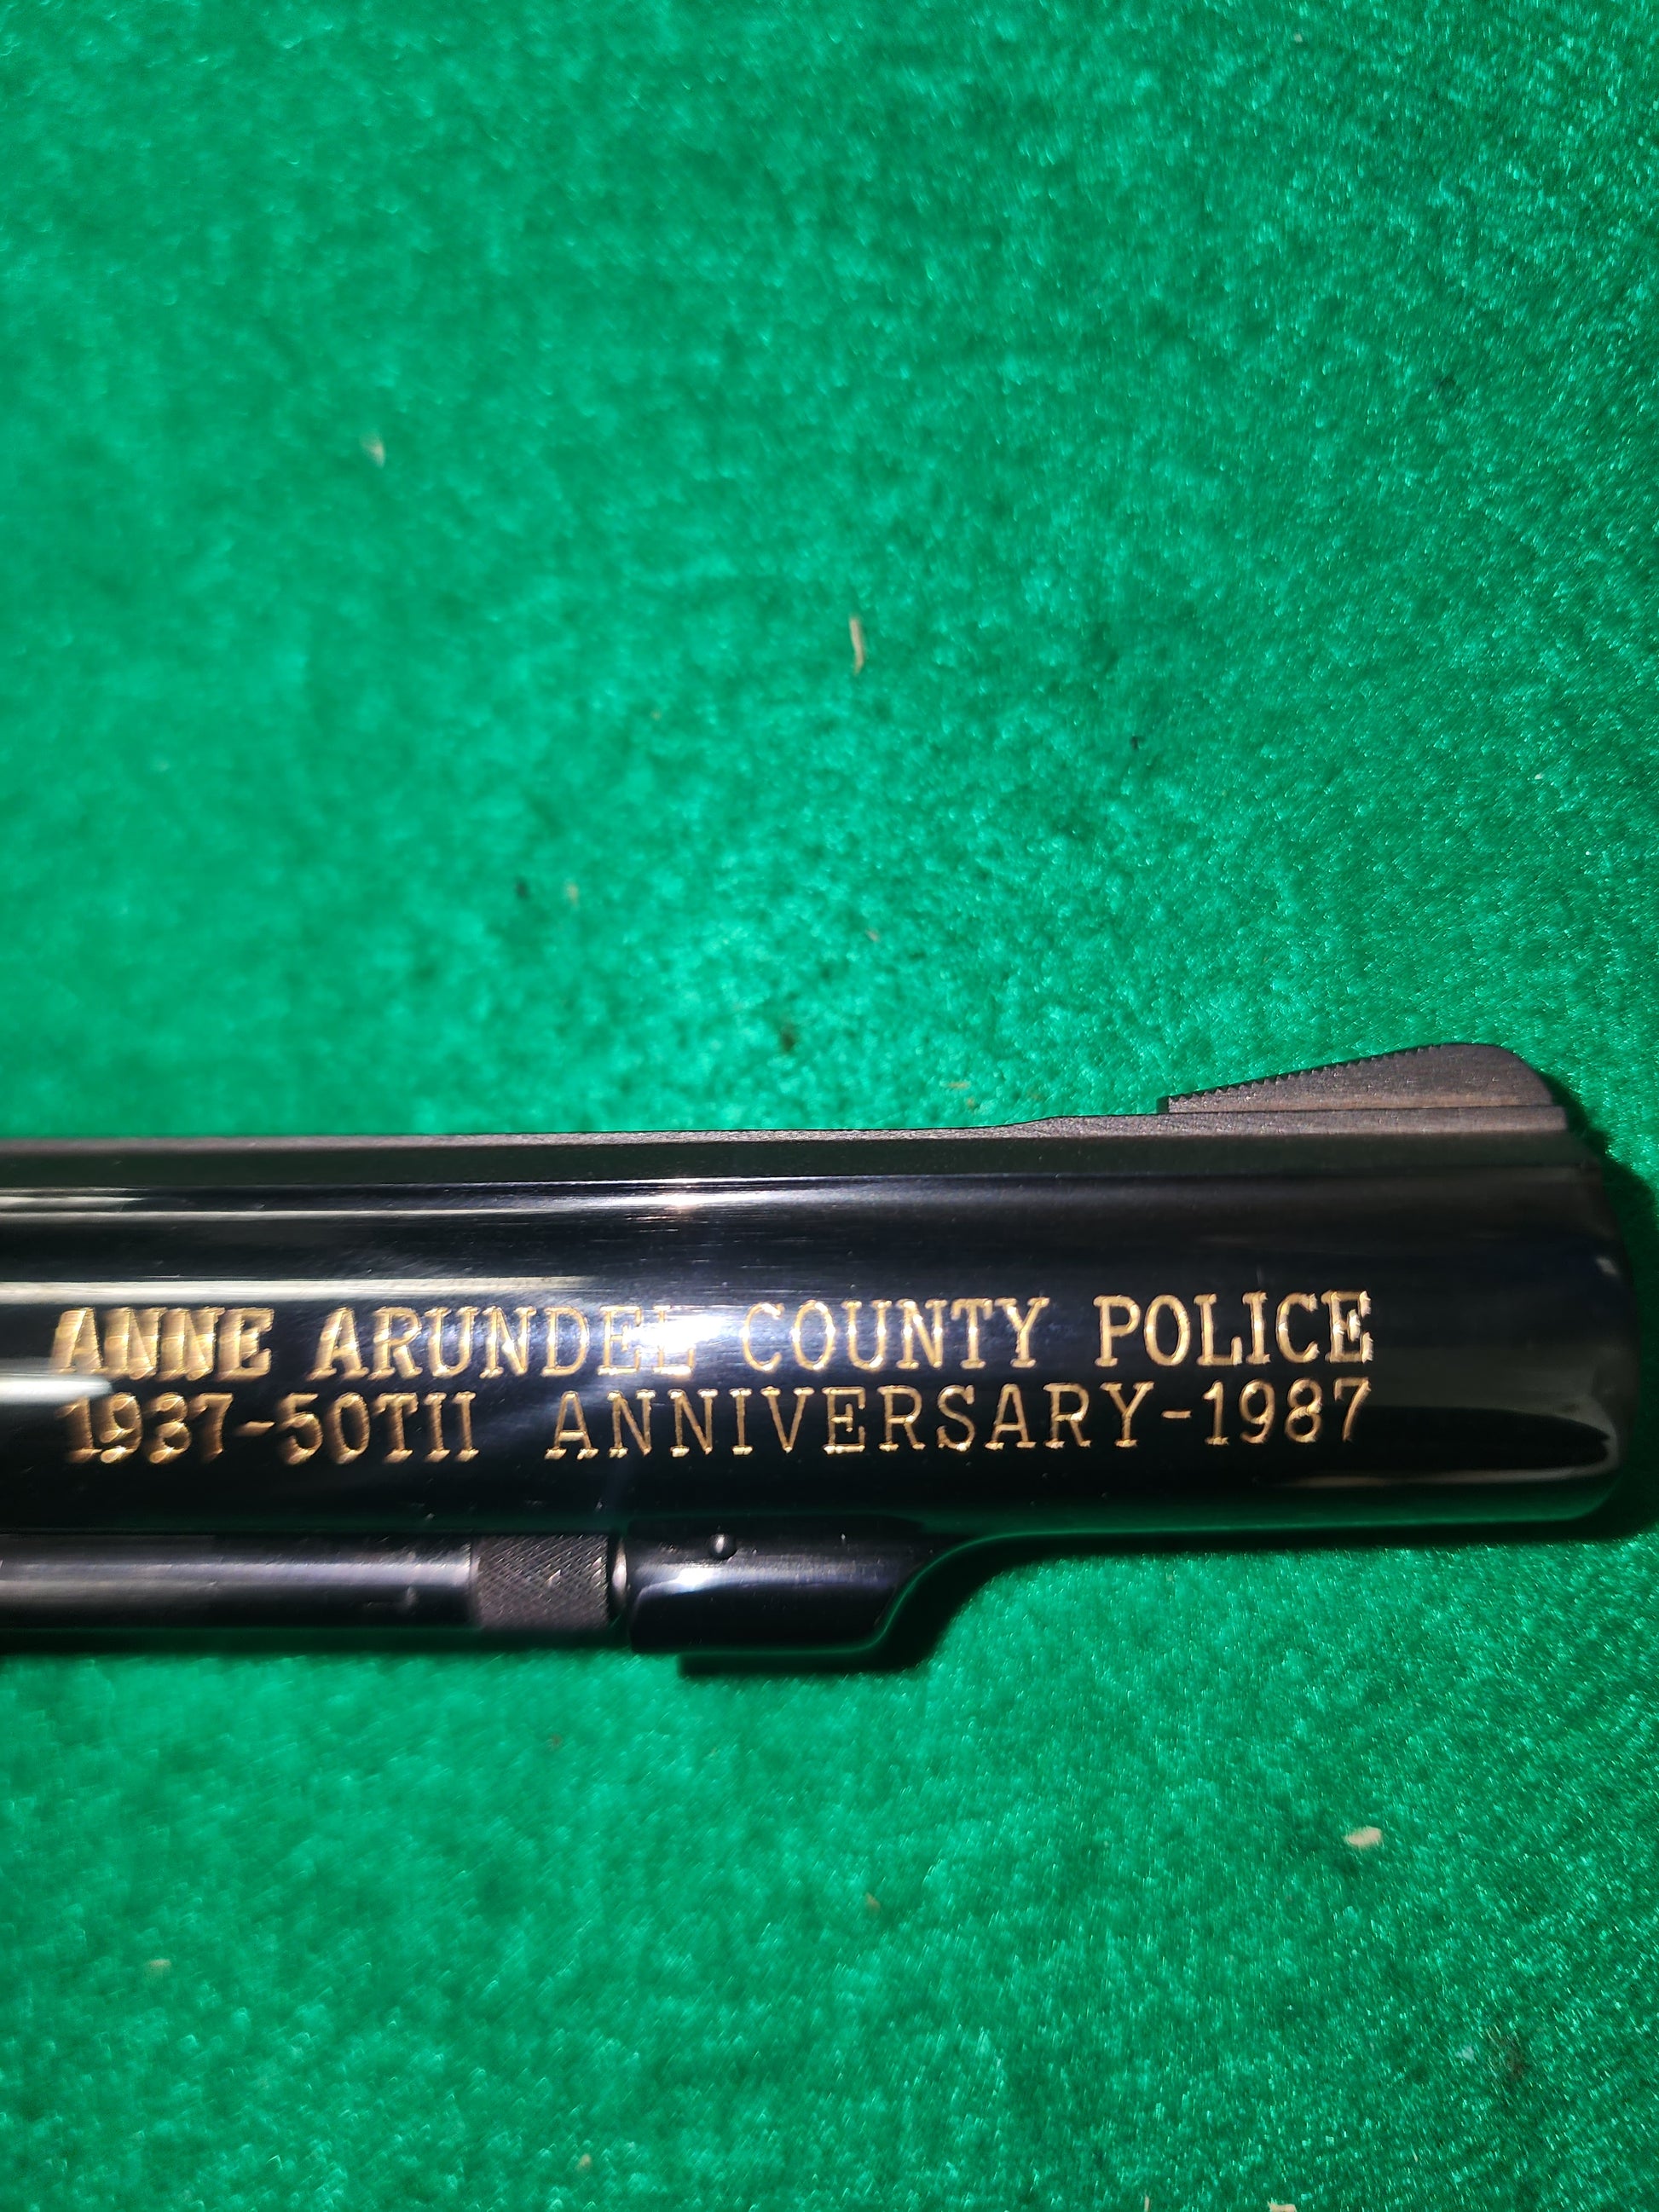 ANNE ARUNDEL COUNTY POLICE
1937-50TH ANNIVERSARY-1987